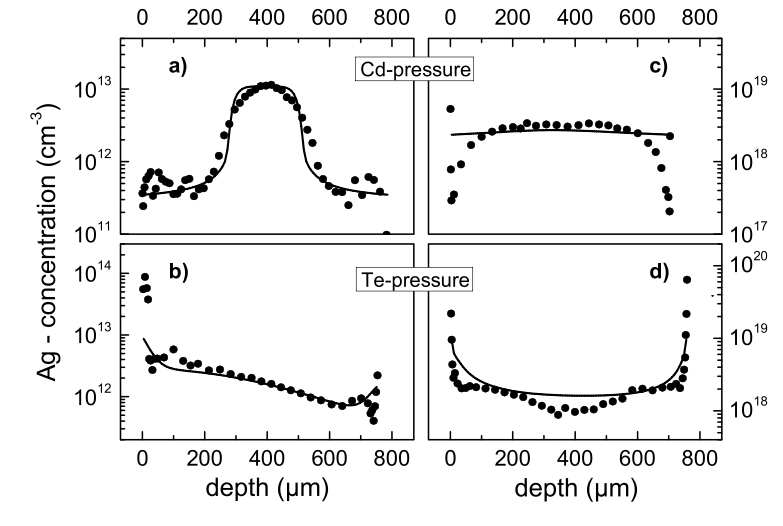 0 200 400 600 800 0 200 400 600 800
a) Cd-pressure c)
10^13 10^19
10^12 10^18
10^11 10^17
Ag - concentration (cm^-3)
b) Te-pressure d)
10^14 10^20
10^13 10^19
10^12 10^18
0 200 400 600 800 0 200 400 600 800
depth (µm) depth (µm)